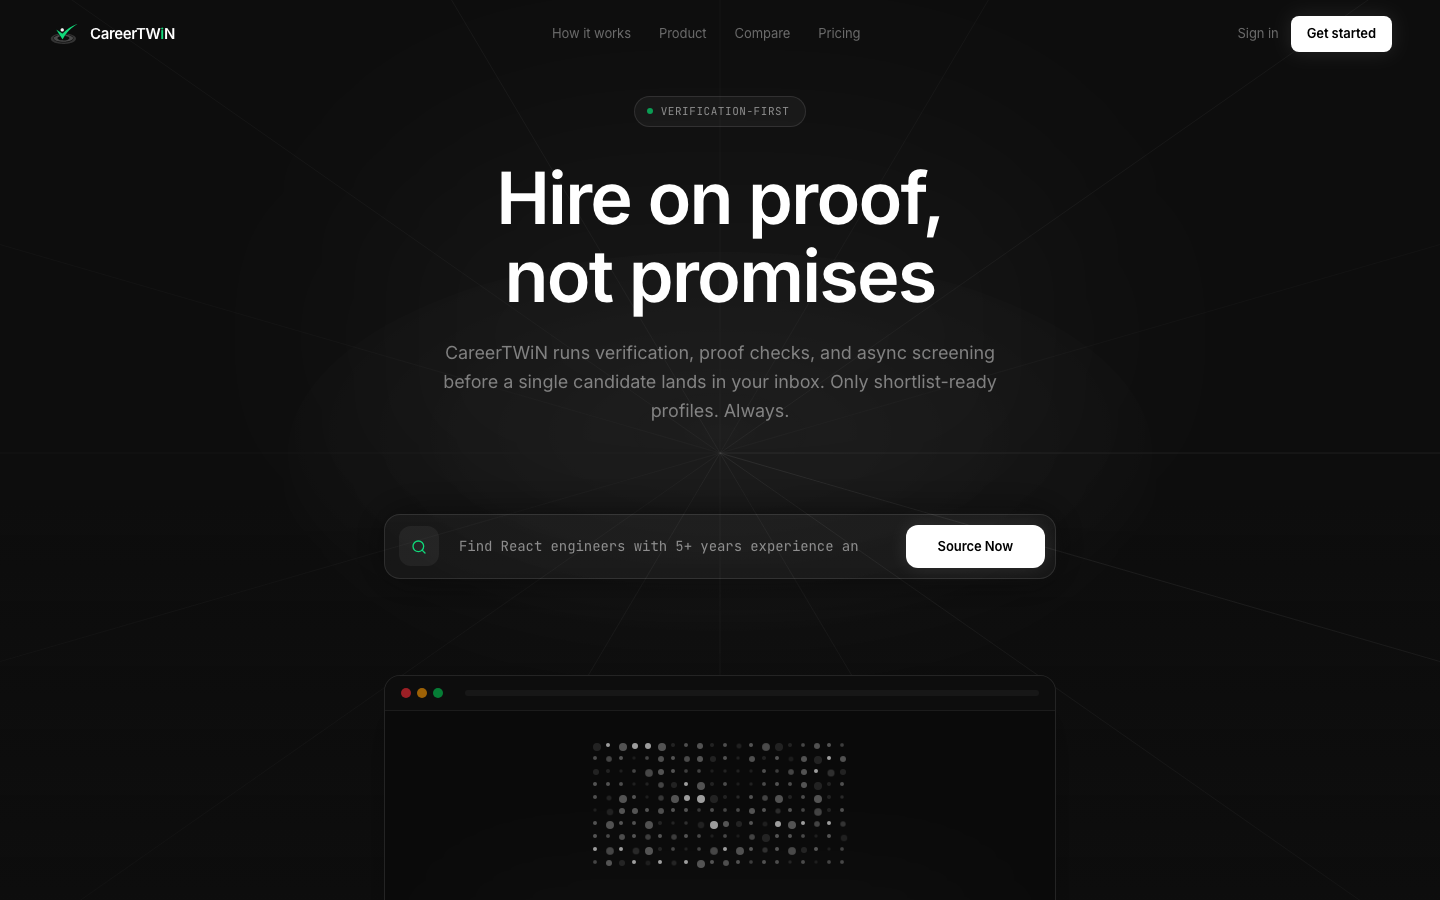 CareerTWiN
How it works
Product
Compare
Pricing
Sign in
Get started
VERIFICATION-FIRST
Hire on proof,
not promises
CareerTWiN runs verification, proof checks, and async screening
before a single candidate lands in your inbox. Only shortlist-ready
profiles. Always.
Find React engineers with 5+ years experience an
Source Now